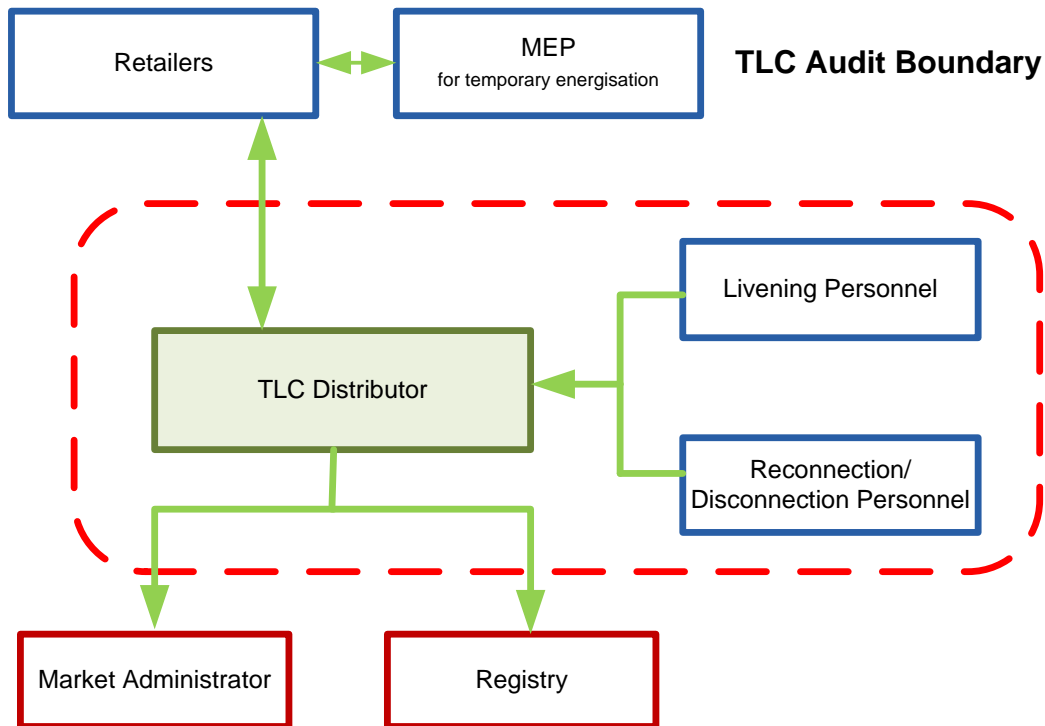 Retailers
MEP
for temporary energisation
TLC Audit Boundary
Livening Personnel
TLC Distributor
Reconnection/
Disconnection Personnel
Market Administrator
Registry